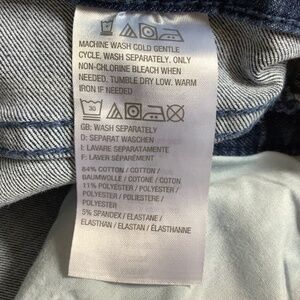 MACHINE WASH COLD GENTLE
CYCLE. WASH SEPARATELY. ONLY
NON-CHLORINE BLEACH WHEN
NEEDED. TUMBLE DRY LOW. WARM
IRON IF NEEDED
30
GB: WASH SEPARATELY
D: SEPARAT WASCHEN
I: LAVARE SEPARATAMENTE
F: LAVER SÉPARÉMENT
84% COTTON / COTTON /
BAUMWOLLE / COTONE / COTON
11% POLYESTER / POLYESTER /
POLYESTER / POLIESTERE /
POLYESTER
5% SPANDEX / ELASTANE /
ELASTHAN / ELASTAN / ÉLASTHANNE